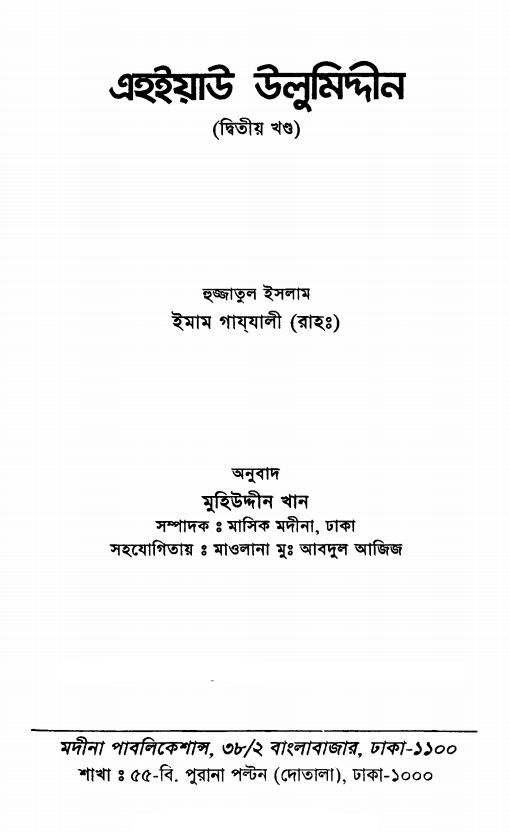 এহইয়াউ উলুমিদ্দীন
(দ্বিতীয় খণ্ড)
হুজ্জাতুল ইসলাম
ইমাম গায্যালী (রাহঃ)
অনুবাদ
মুহিউদ্দীন খান
সম্পাদক ঃ মাসিক মদীনা, ঢাকা
সহযোগিতায় ঃ মাওলানা মুঃ আবদুল আজিজ
মদীনা পাবলিকেশান্স, ৩৮/২ বাংলাবাজার, ঢাকা-১১০০
শাখা ঃ ৫৫-বি. পুরানা পল্টন (দোতালা), ঢাকা-১০০০